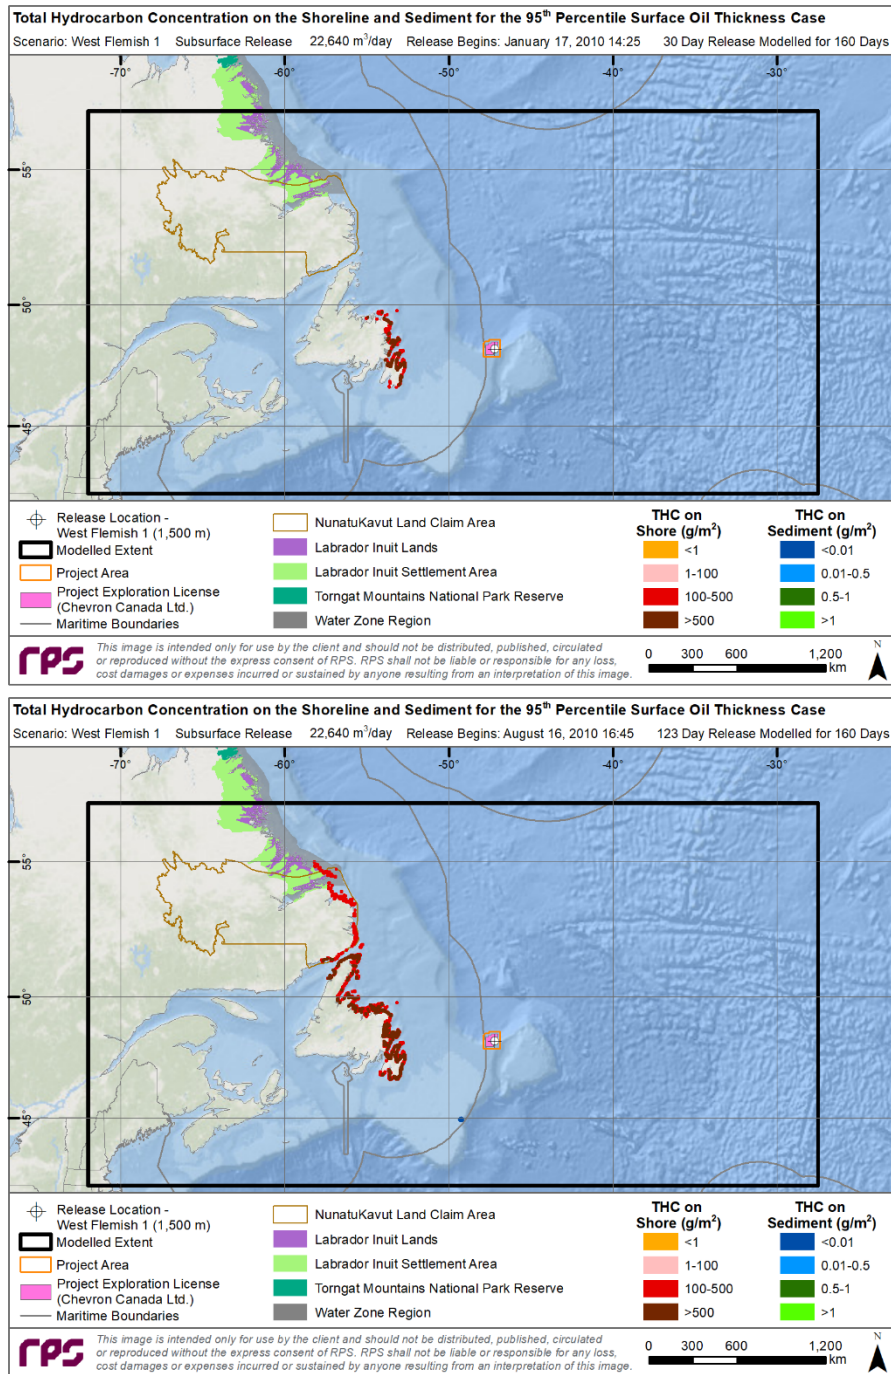 Total Hydrocarbon Concentration on the Shoreline and Sediment for the 95th Percentile Surface Oil Thickness Case
Scenario: West Flemish 1 Subsurface Release 22,640 m³/day Release Begins: January 17, 2010 14:25 30 Day Release Modelled for 160 Days
-70° -60° -50° -40° -30°
55°
50°
45°
Release Location -
West Flemish 1 (1,500 m)
Modelled Extent
Project Area
Project Exploration License
(Chevron Canada Ltd.)
Maritime Boundaries
NunatuKavut Land Claim Area
Labrador Inuit Lands
Labrador Inuit Settlement Area
Torngat Mountains National Park Reserve
Water Zone Region
THC on
Shore (g/m²)
<1
1-100
100-500
>500
THC on
Sediment (g/m²)
<0.01
0.01-0.5
0.5-1
>1
rps
This image is intended only for use by the client and should not be distributed, published, circulated
or reproduced without the express consent of RPS. RPS shall not be liable or responsible for any loss,
cost damages or expenses incurred or sustained by anyone resulting from an interpretation of this image.
0 300 600 1,200
km
N
Total Hydrocarbon Concentration on the Shoreline and Sediment for the 95th Percentile Surface Oil Thickness Case
Scenario: West Flemish 1 Subsurface Release 22,640 m³/day Release Begins: August 16, 2010 16:45 123 Day Release Modelled for 160 Days
-70° -60° -50° -40° -30°
55°
50°
45°
Release Location -
West Flemish 1 (1,500 m)
Modelled Extent
Project Area
Project Exploration License
(Chevron Canada Ltd.)
Maritime Boundaries
NunatuKavut Land Claim Area
Labrador Inuit Lands
Labrador Inuit Settlement Area
Torngat Mountains National Park Reserve
Water Zone Region
THC on
Shore (g/m²)
<1
1-100
100-500
>500
THC on
Sediment (g/m²)
<0.01
0.01-0.5
0.5-1
>1
rps
This image is intended only for use by the client and should not be distributed, published, circulated
or reproduced without the express consent of RPS. RPS shall not be liable or responsible for any loss,
cost damages or expenses incurred or sustained by anyone resulting from an interpretation of this image.
0 300 600 1,200
km
N